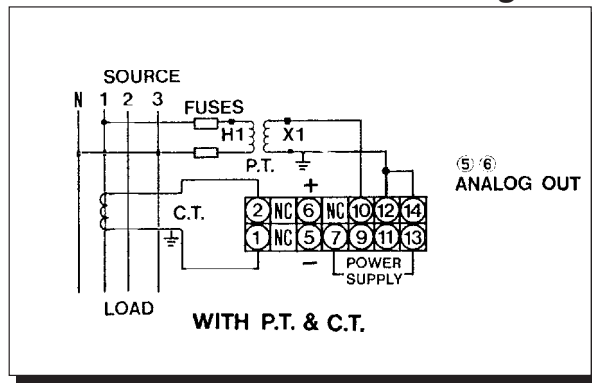 SOURCE
N 1 2 3
FUSES
H1 X1
P.T.
⑤ ⑥
ANALOG OUT
+
C.T.
② NC ⑥ NC ⑩ ⑫ ⑭
① NC ⑤ ⑦ ⑨ ⑪ ⑬
−
POWER
SUPPLY
LOAD
WITH P.T. & C.T.